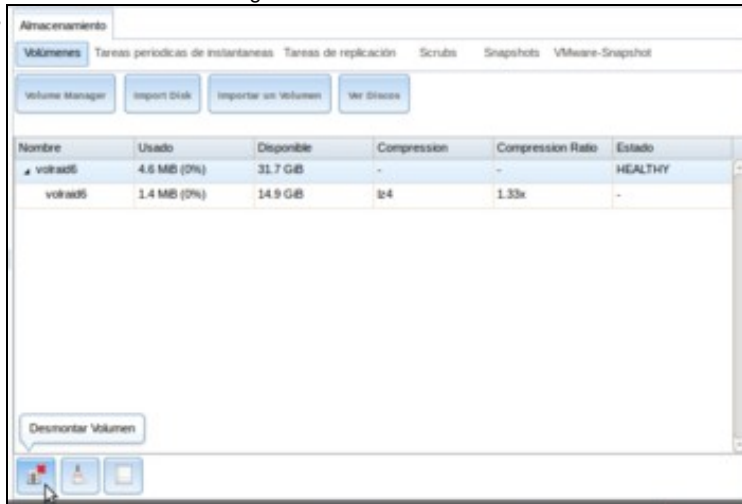 Almacenamiento
Volúmenes Tareas periodicas de instantaneas Tareas de replicación Scrubs Snapshots VMware-Snapshot
Volume Manager Import Disk Importar un Volumen Ver Discos
Nombre Usado Disponible Compression Compression Ratio Estado
volraid6 4.6 MiB (0%) 31.7 GiB - - HEALTHY
volraid6 1.4 MiB (0%) 14.9 GiB lz4 1.33x -
Desmontar Volumen